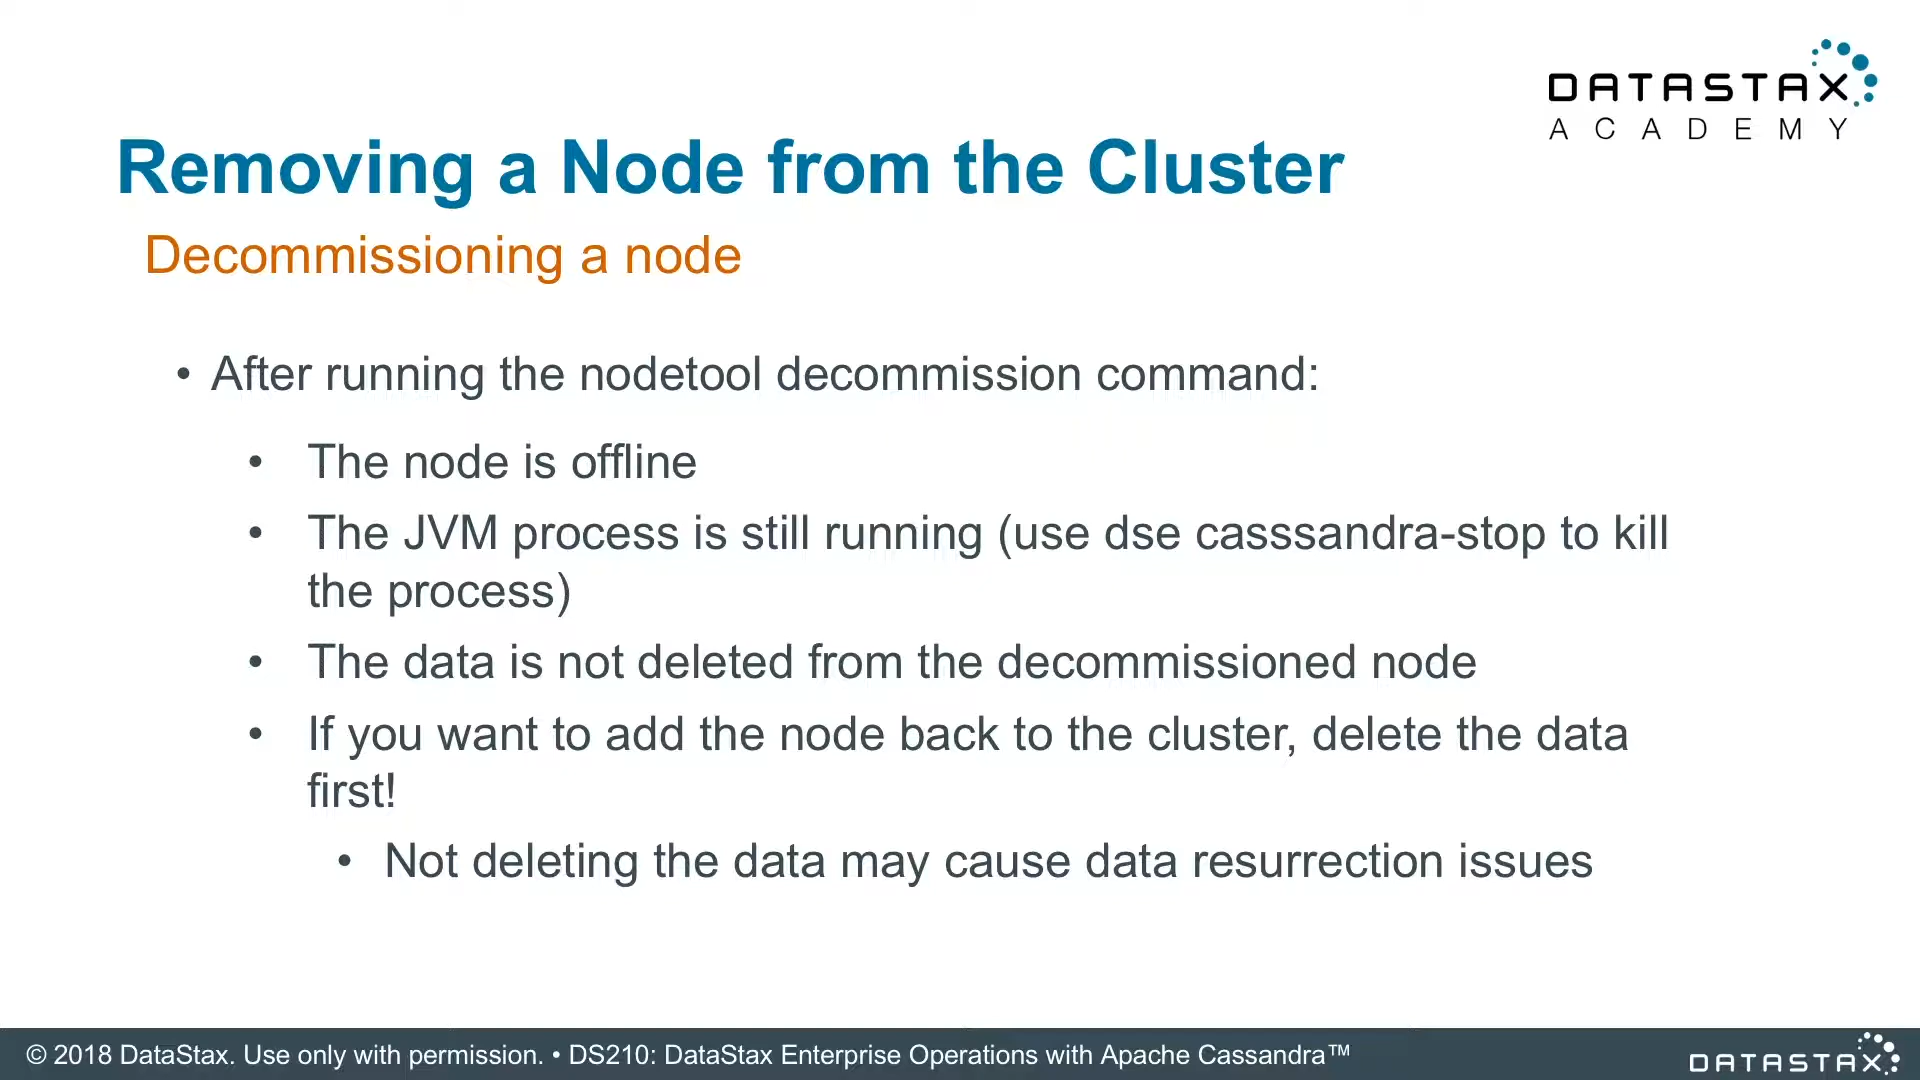 DATASTAX
ACADEMY
Removing a Node from the Cluster
Decommissioning a node
• After running the nodetool decommission command:
• The node is offline
• The JVM process is still running (use dse casssandra-stop to kill
the process)
• The data is not deleted from the decommissioned node
• If you want to add the node back to the cluster, delete the data
first!
• Not deleting the data may cause data resurrection issues
© 2018 DataStax. Use only with permission. • DS210: DataStax Enterprise Operations with Apache Cassandra™
DATASTAX